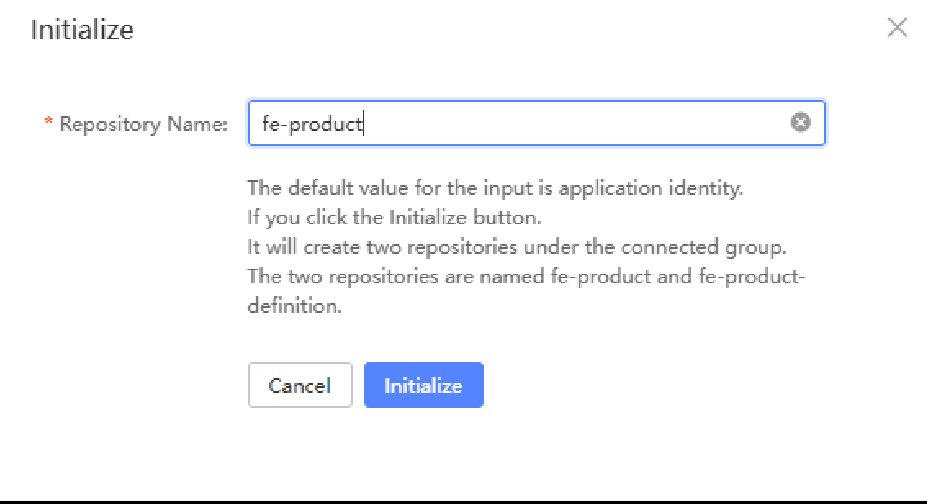 Initialize
* Repository Name: fe-product
The default value for the input is application identity.
If you click the Initialize button.
It will create two repositories under the connected group.
The two repositories are named fe-product and fe-product-
definition.
Cancel Initialize